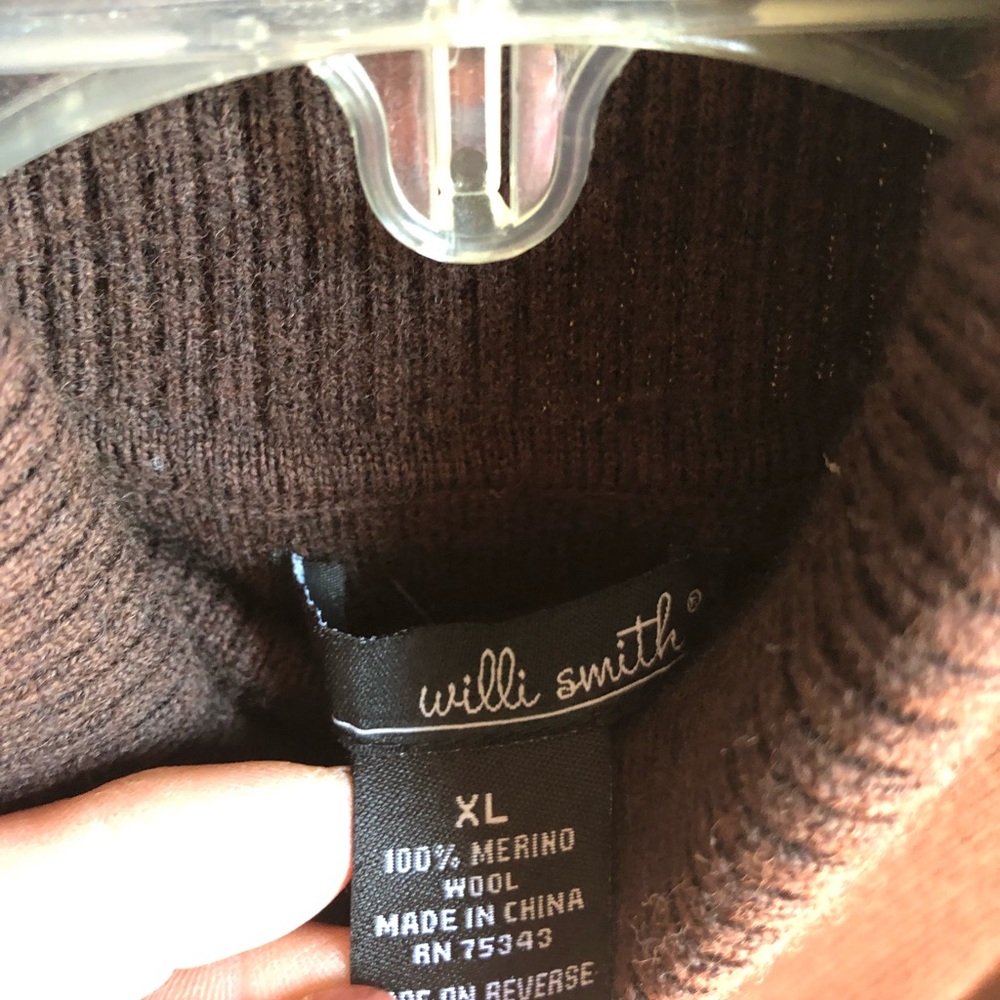 willi smith®
XL
100% MERINO
WOOL
MADE IN CHINA
RN 75343
ON REVERSE